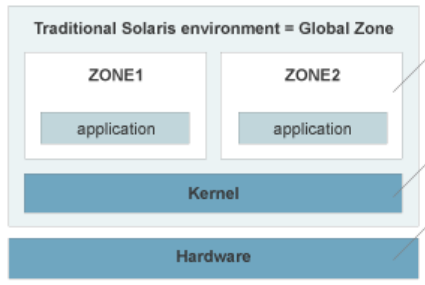 Traditional Solaris environment = Global Zone
ZONE1
ZONE2
application
application
Kernel
Hardware